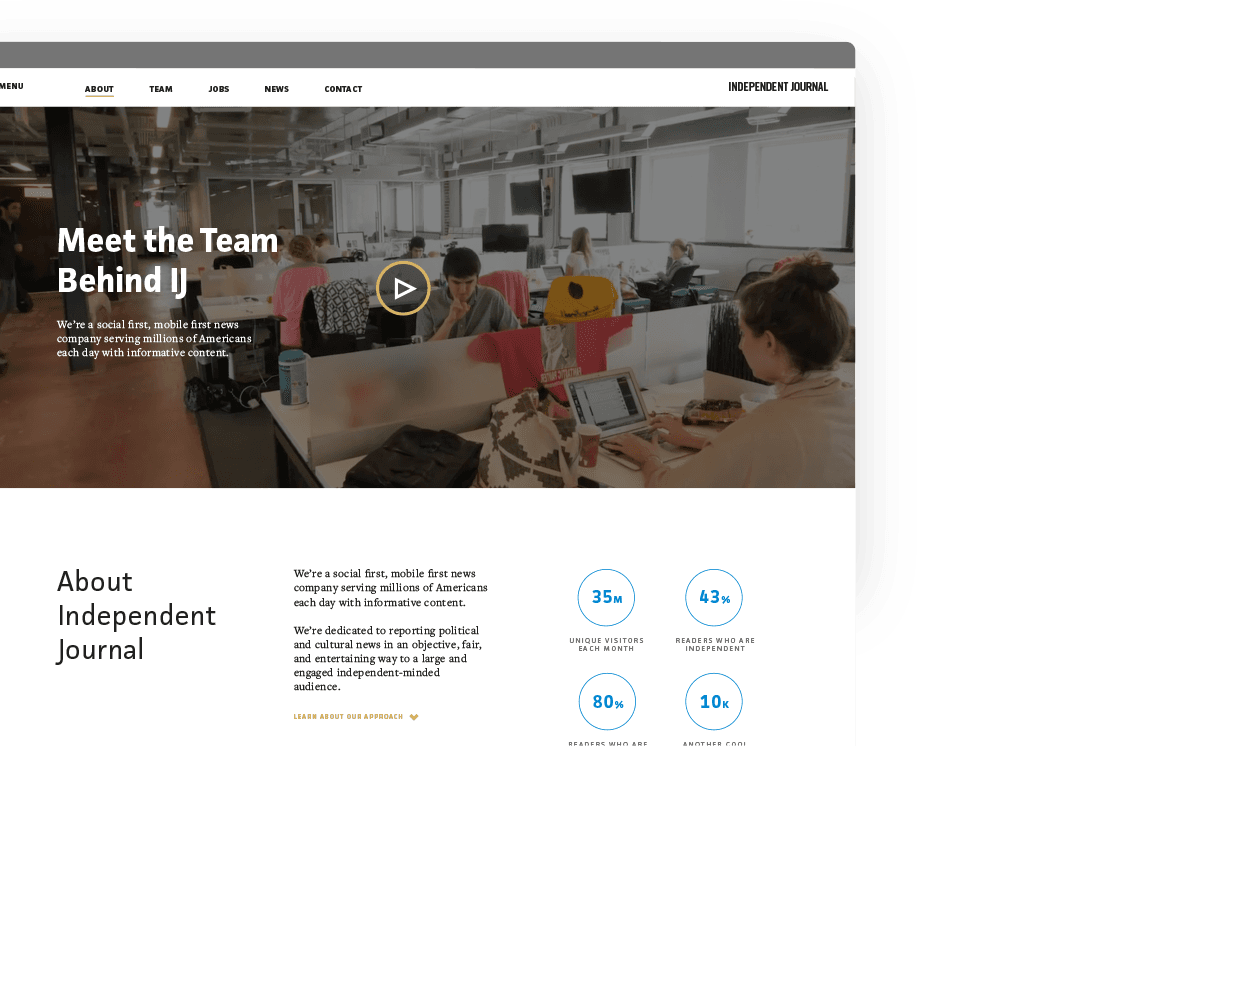 MENU
ABOUT
TEAM
JOBS
NEWS
CONTACT
INDEPENDENT JOURNAL
Meet the Team
Behind IJ
We're a social first, mobile first news
company serving millions of Americans
each day with informative content.
About
Independent
Journal
We're a social first, mobile first news
company serving millions of Americans
each day with informative content.
We're dedicated to reporting political
and cultural news in an objective, fair,
and entertaining way to a large and
engaged independent-minded
audience.
LEARN ABOUT OUR APPROACH
35M
UNIQUE VISITORS
EACH MONTH
43%
READERS WHO ARE
INDEPENDENT
80%
READERS WHO ARE
10K
ANOTHER COOL